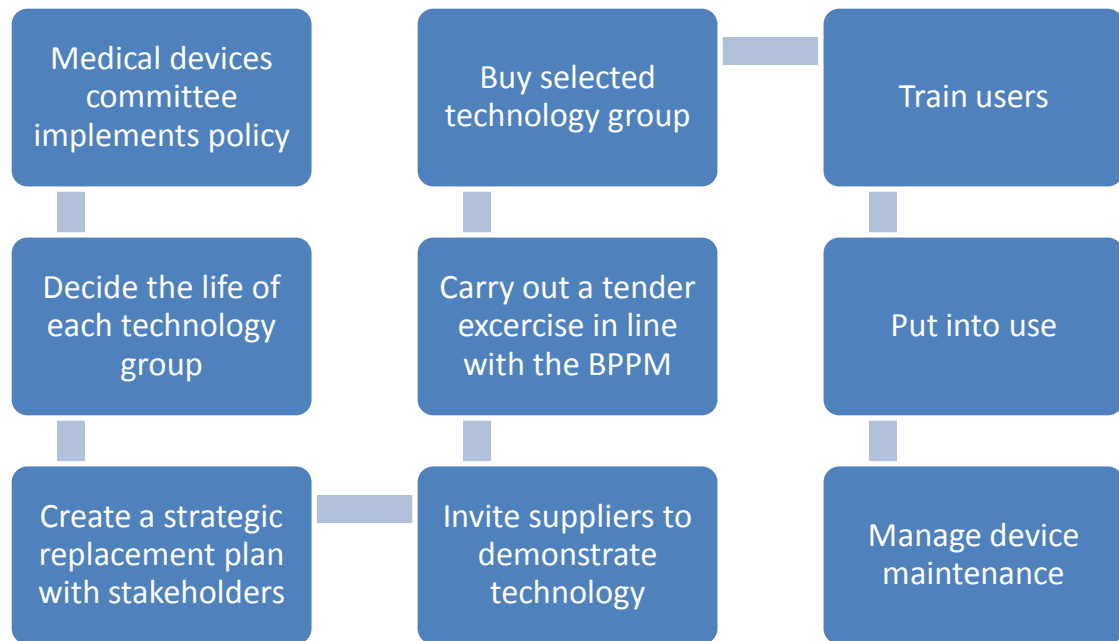 Medical devices
committee
implements policy
Decide the life of
each technology
group
Create a strategic
replacement plan
with stakeholders
Invite suppliers to
demonstrate
technology
Carry out a tender
excercise in line
with the BPPM
Buy selected
technology group
Train users
Put into use
Manage device
maintenance